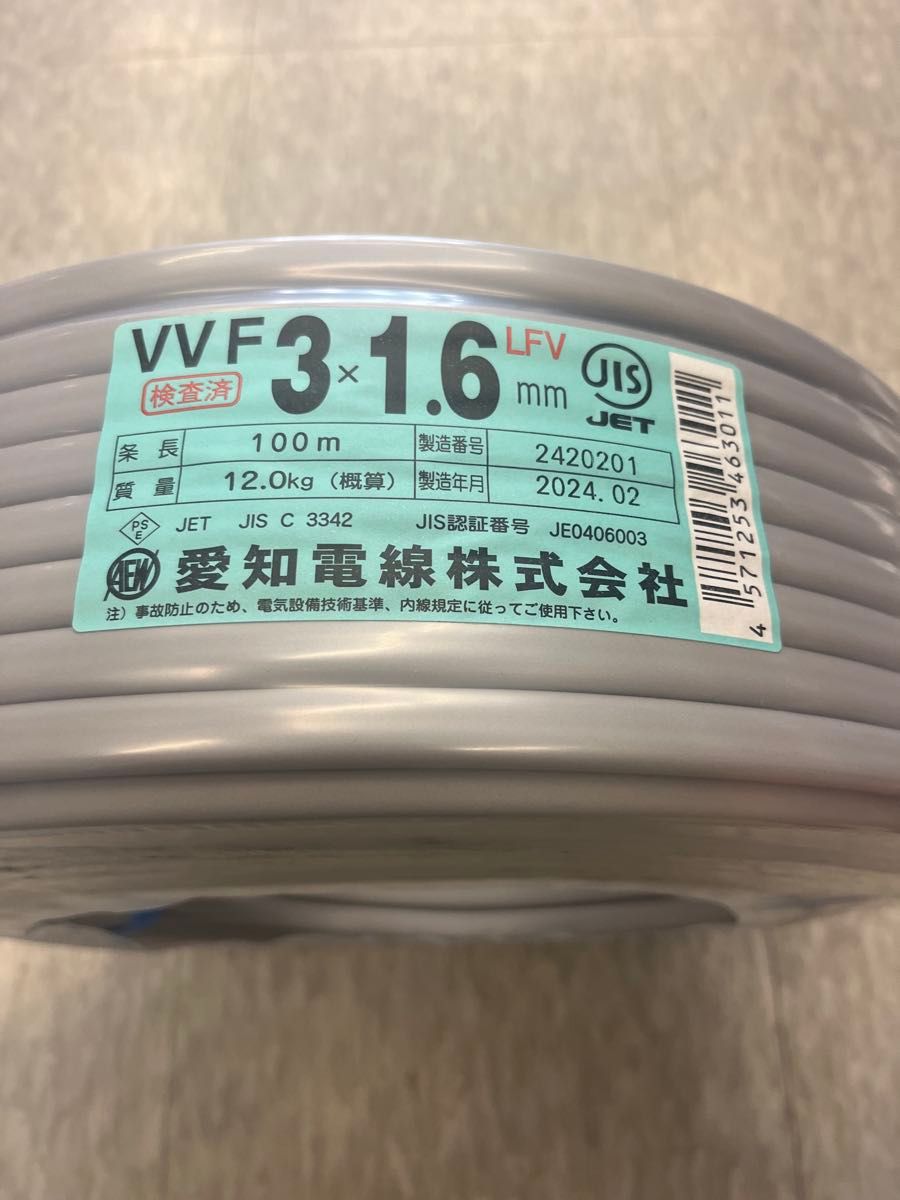 VVF 3×1.6mm LFV
検査済
JIS
JET
条長 100m 製造番号 2420201
質量 12.0kg（概算） 製造年月 2024.02
PS
E
JET JIS C 3342 JIS認証番号 JE0406003
AEW 愛知電線株式会社
注）事故防止のため、電気設備技術基準、内線規定に従ってご使用下さい。
4 571253 463011